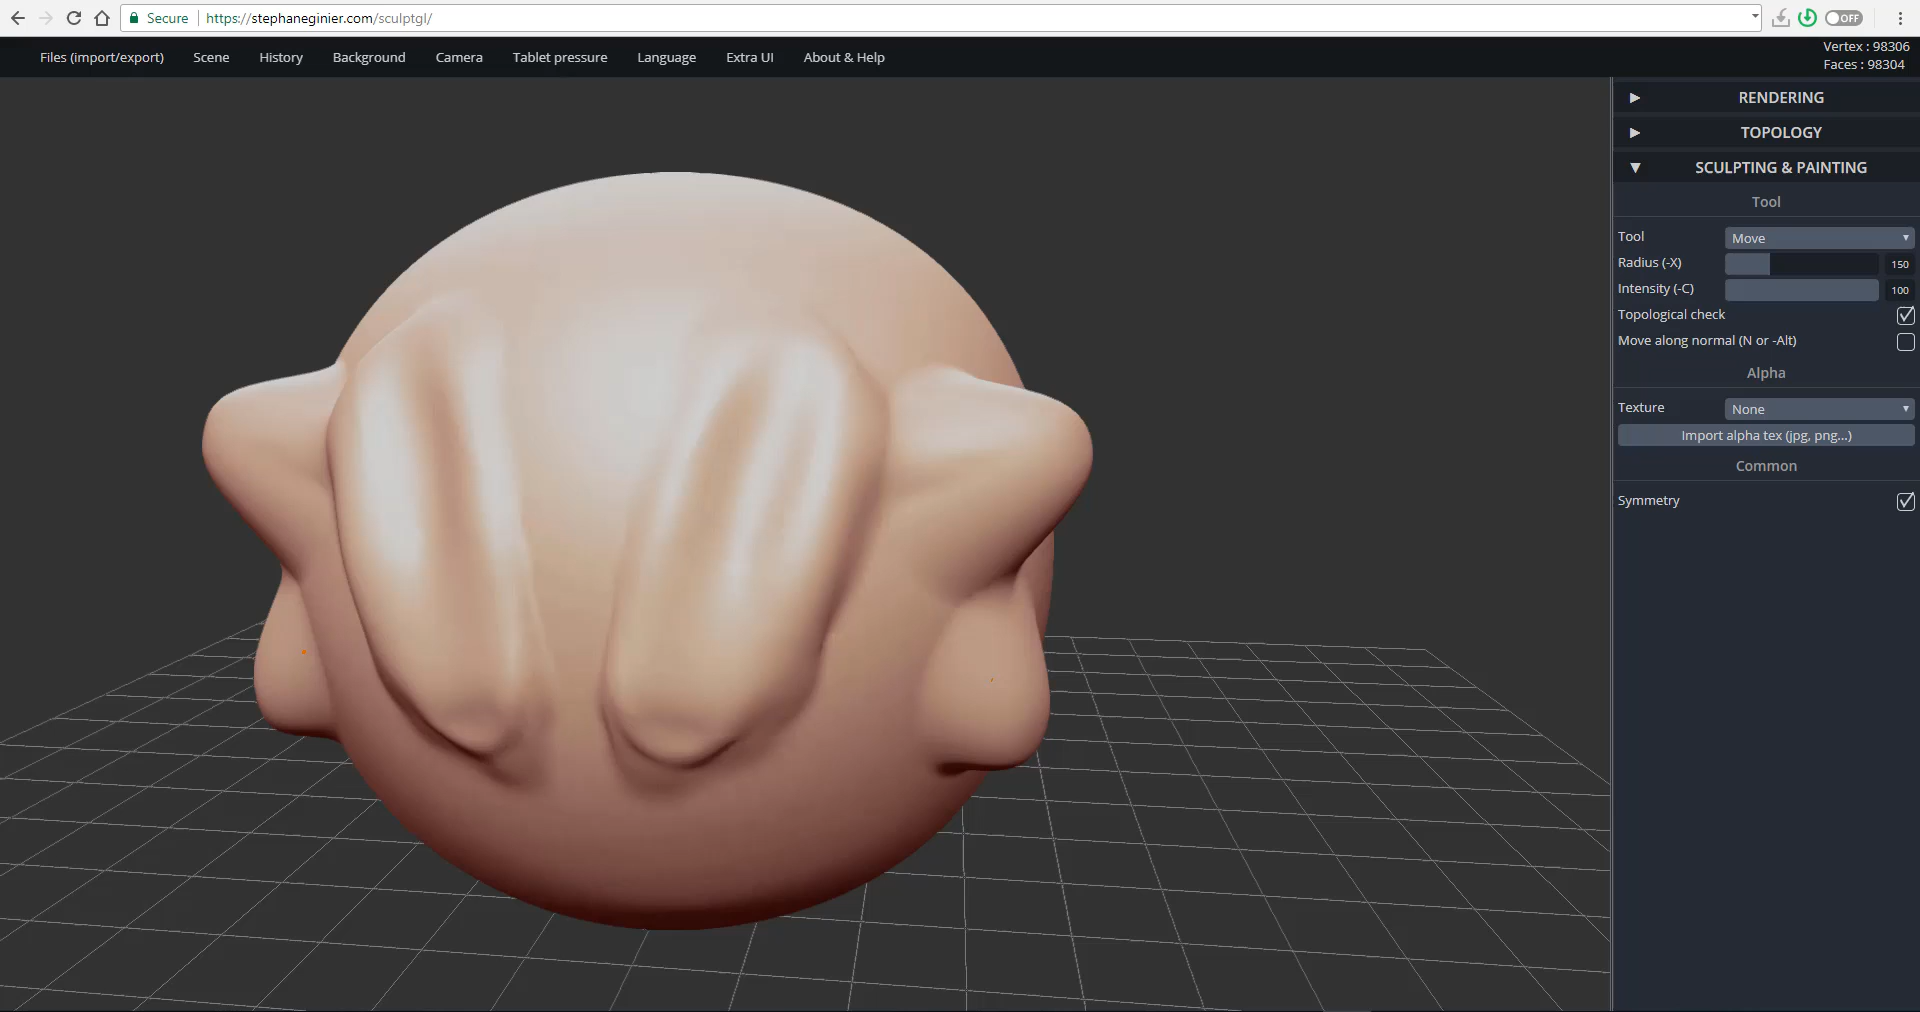 Secure https://stephaneginier.com/sculptgl/
OFF
Files (import/export) Scene History Background Camera Tablet pressure Language Extra UI About & Help
Vertex : 98306
Faces : 98304
RENDERING
TOPOLOGY
SCULPTING & PAINTING
Tool
Tool Move
Radius (-X) 150
Intensity (-C) 100
Topological check
Move along normal (N or -Alt)
Alpha
Texture None
Import alpha tex (jpg, png...)
Common
Symmetry